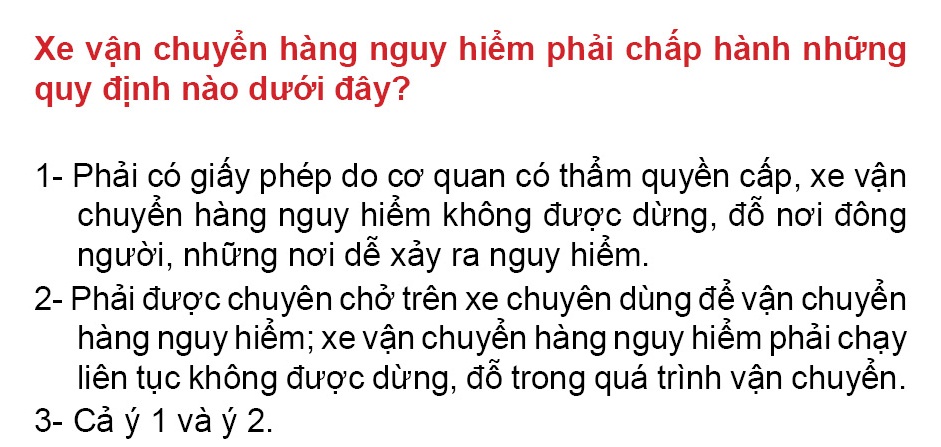 Xe vận chuyển hàng nguy hiểm phải chấp hành những
quy định nào dưới đây?
1- Phải có giấy phép do cơ quan có thẩm quyền cấp, xe vận
chuyển hàng nguy hiểm không được dừng, đỗ nơi đông
người, những nơi dễ xảy ra nguy hiểm.
2- Phải được chuyên chở trên xe chuyên dùng để vận chuyển
hàng nguy hiểm; xe vận chuyển hàng nguy hiểm phải chạy
liên tục không được dừng, đỗ trong quá trình vận chuyển.
3- Cả ý 1 và ý 2.